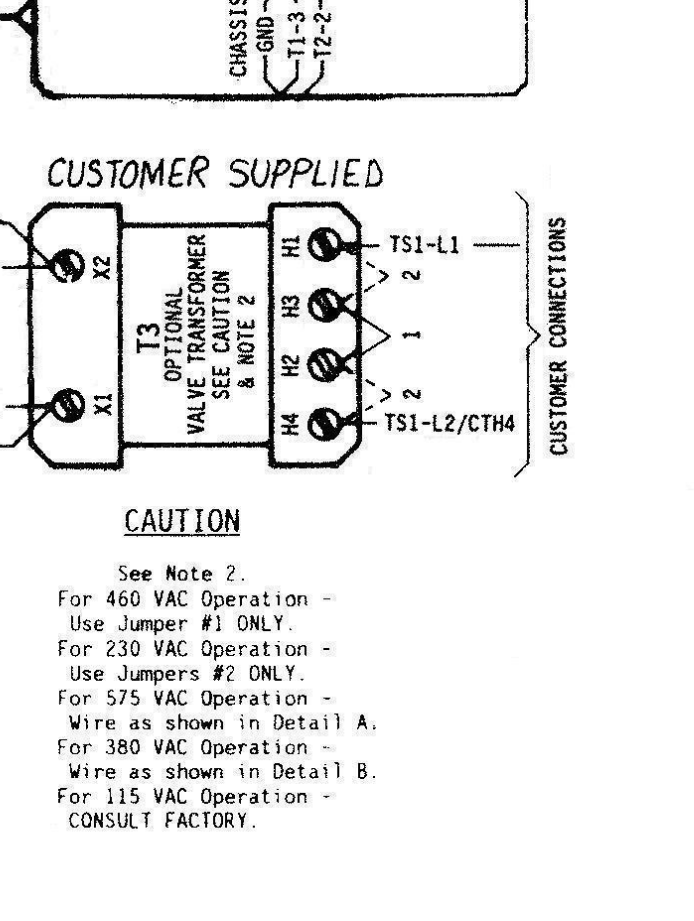 CHASSIS
GND
T1-3
T2-2
CUSTOMER SUPPLIED
X2
X1
T3
OPTIONAL
VALVE TRANSFORMER
SEE CAUTION
& NOTE 2
H1
H3
H2
H4
TS1-L1
2
1
2
TS1-L2/CTH4
CUSTOMER CONNECTIONS
CAUTION
See Note 2.
For 460 VAC Operation -
Use Jumper #1 ONLY.
For 230 VAC Operation -
Use Jumpers #2 ONLY.
For 575 VAC Operation -
Wire as shown in Detail A.
For 380 VAC Operation -
Wire as shown in Detail B.
For 115 VAC Operation -
CONSULT FACTORY.